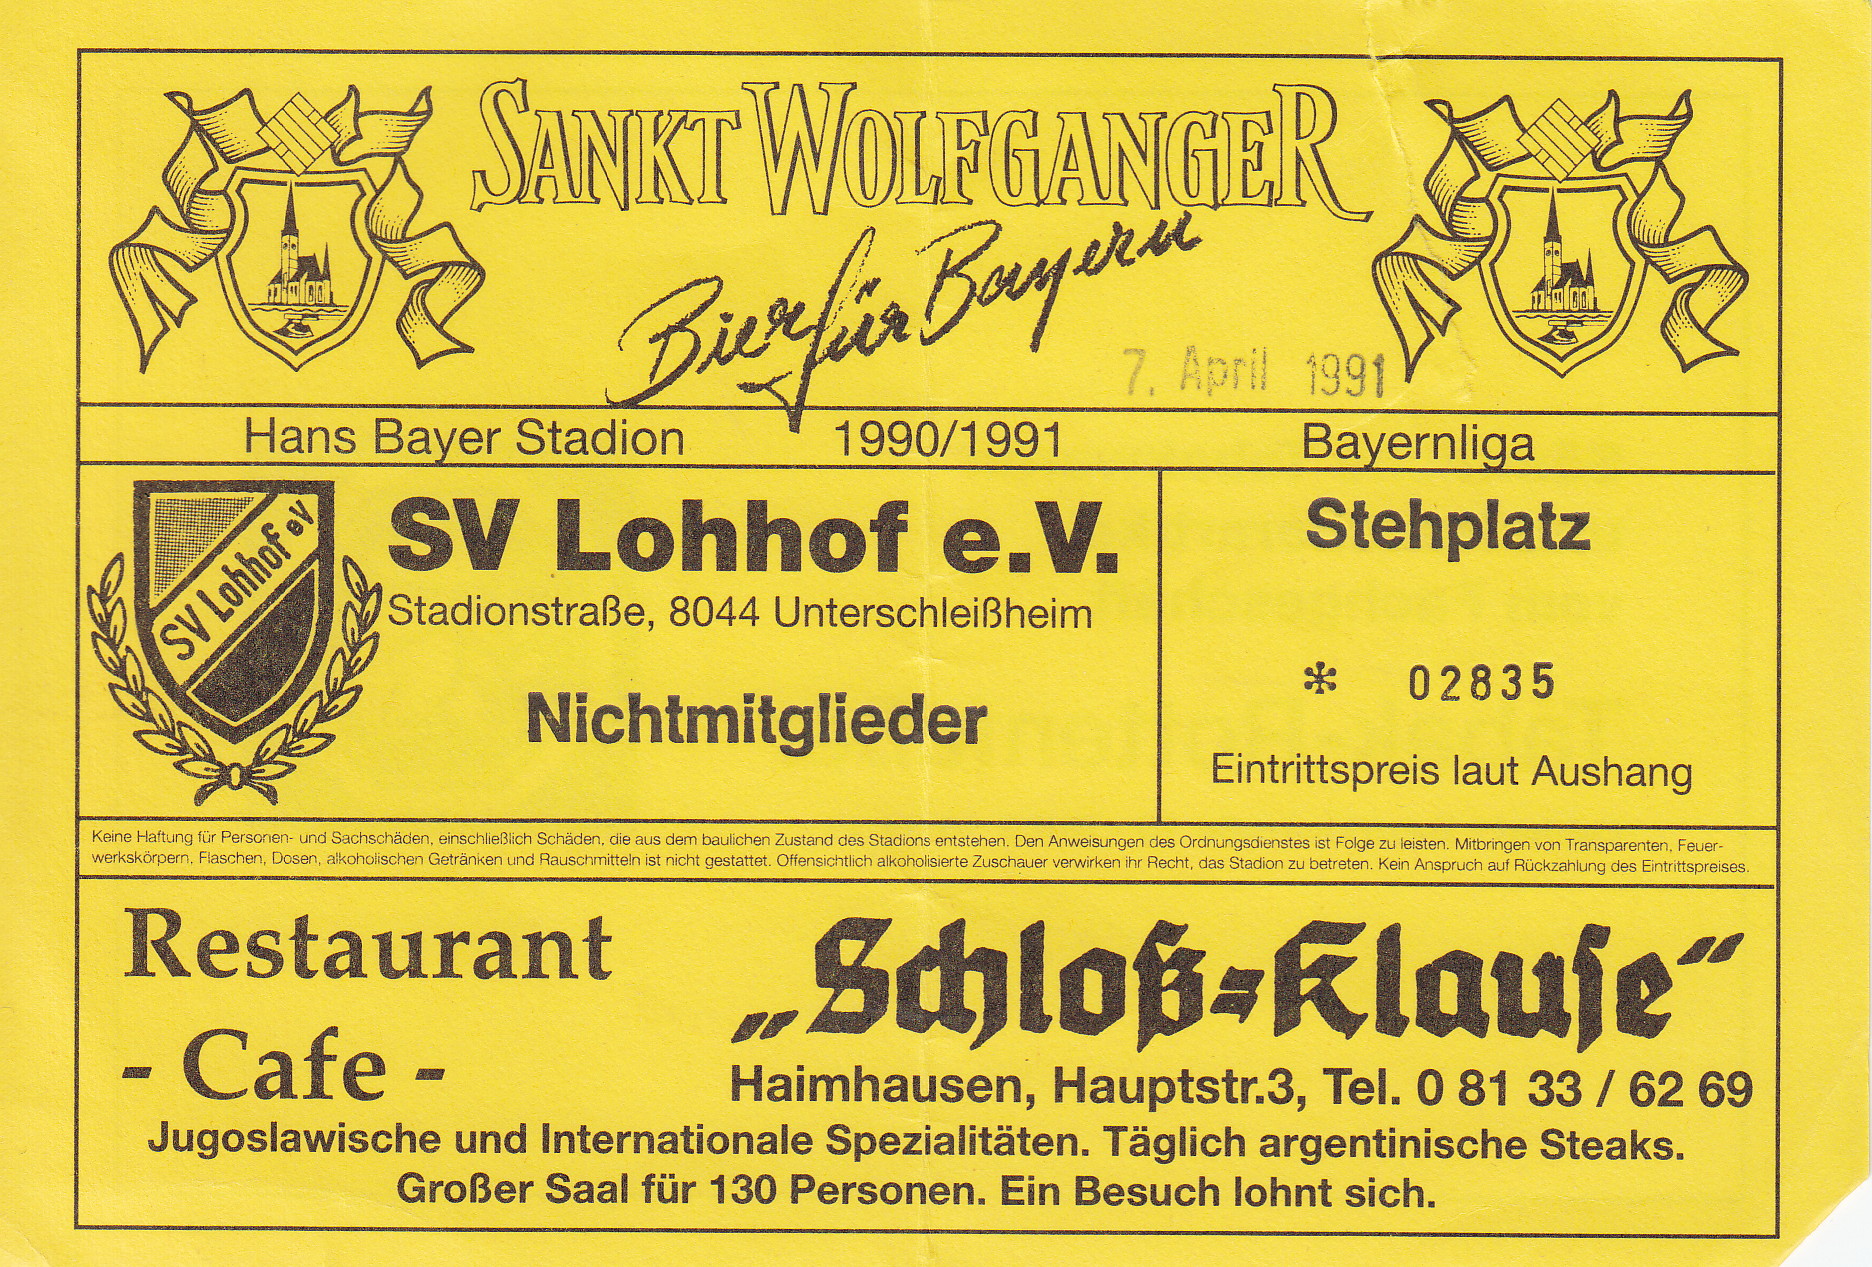 SANKT WOLFGANGER
Bier für Bayern
7. April 1991
Hans Bayer Stadion 1990/1991 Bayernliga
SV Lohhof eV
SV Lohhof e.V.
Stadionstraße, 8044 Unterschleißheim
Nichtmitglieder
Stehplatz
* 02835
Eintrittspreis laut Aushang
Keine Haftung für Personen- und Sachschäden, einschließlich Schäden, die aus dem baulichen Zustand des Stadions entstehen. Den Anweisungen des Ordnungsdienstes ist Folge zu leisten. Mitbringen von Transparenten, Feuer-
werkskörpern, Flaschen, Dosen, alkoholischen Getränken und Rauschmitteln ist nicht gestattet. Offensichtlich alkoholisierte Zuschauer verwirken ihr Recht, das Stadion zu betreten. Kein Anspruch auf Rückzahlung des Eintrittspreises.
Restaurant
- Cafe -
„Schloß=Klause“
Haimhausen, Hauptstr.3, Tel. 0 81 33 / 62 69
Jugoslawische und Internationale Spezialitäten. Täglich argentinische Steaks.
Großer Saal für 130 Personen. Ein Besuch lohnt sich.